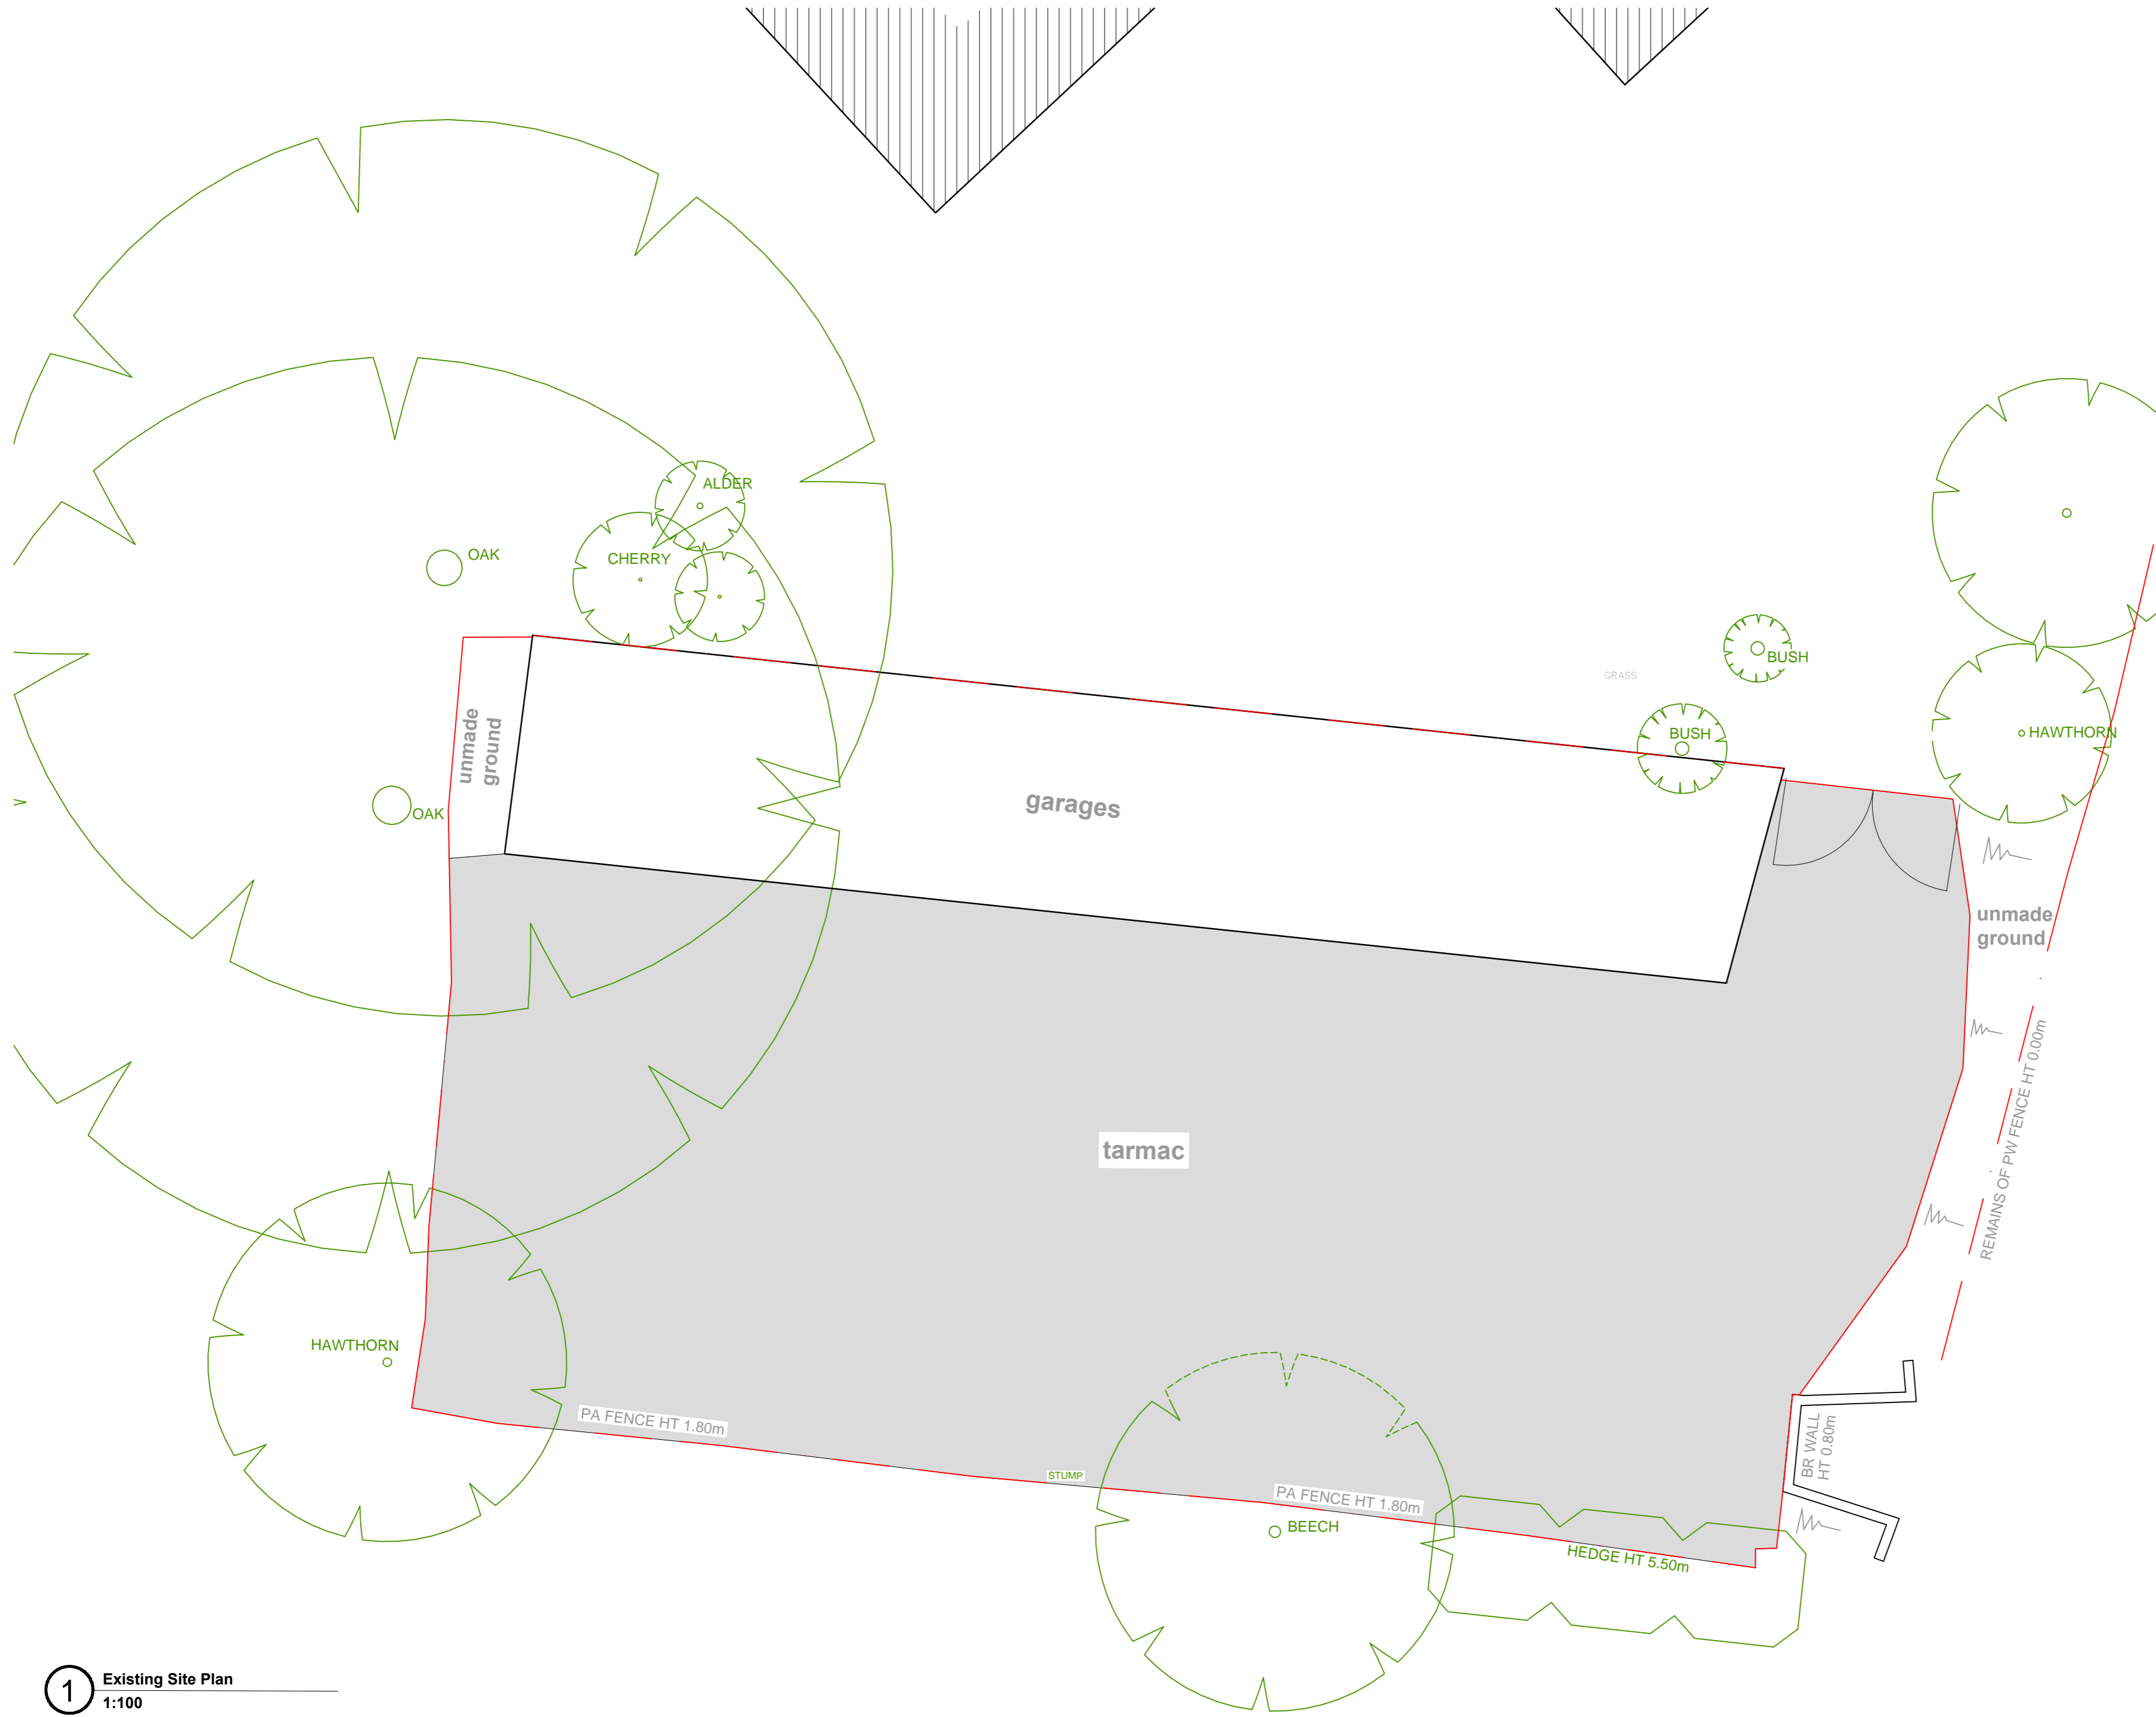 ALDER
OAK
CHERRY
BUSH
GRASS
unmade
ground
BUSH
HAWTHORN
garages
OAK
unmade
ground
REMAINS OF PW FENCE HT 0.00m
tarmac
HAWTHORN
PA FENCE HT 1.80m
BR WALL
HT 0.80m
STUMP
PA FENCE HT 1.80m
BEECH
HEDGE HT 5.50m
1
Existing Site Plan
1:100